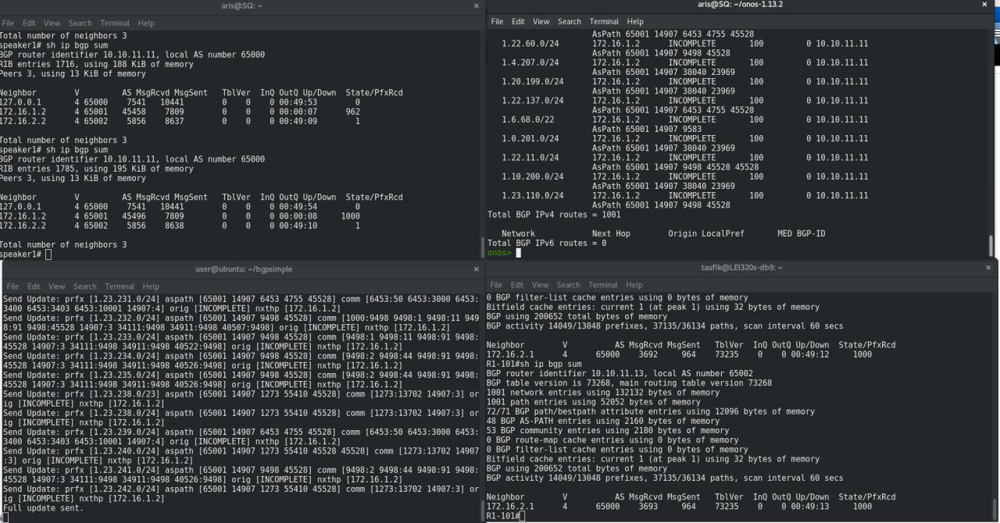 aris@SQ: ~
File Edit View Search Terminal Help
Total number of neighbors 3
speaker1# sh ip bgp sum
BGP router identifier 10.10.11.11, local AS number 65000
RIB entries 1716, using 188 KiB of memory
Peers 3, using 13 KiB of memory
Neighbor V AS MsgRcvd MsgSent TblVer InQ OutQ Up/Down State/PfxRcd
127.0.0.1 4 65000 7541 10441 0 0 0 00:49:53 0
172.16.1.2 4 65001 45458 7809 0 0 0 00:00:07 962
172.16.2.2 4 65002 5856 8637 0 0 0 00:49:09 1
Total number of neighbors 3
speaker1# sh ip bgp sum
BGP router identifier 10.10.11.11, local AS number 65000
RIB entries 1785, using 195 KiB of memory
Peers 3, using 13 KiB of memory
Neighbor V AS MsgRcvd MsgSent TblVer InQ OutQ Up/Down State/PfxRcd
127.0.0.1 4 65000 7541 10441 0 0 0 00:49:54 0
172.16.1.2 4 65001 45496 7809 0 0 0 00:00:08 1000
172.16.2.2 4 65002 5856 8638 0 0 0 00:49:10 1
Total number of neighbors 3
speaker1#
aris@SQ: ~/onos-1.13.2
File Edit View Search Terminal Help
AsPath 65001 14907 6453 4755 45528
1.22.60.0/24 172.16.1.2 INCOMPLETE 100 0 10.10.11.11
AsPath 65001 14907 9498 45528
1.4.207.0/24 172.16.1.2 INCOMPLETE 100 0 10.10.11.11
AsPath 65001 14907 38040 23969
1.20.199.0/24 172.16.1.2 INCOMPLETE 100 0 10.10.11.11
AsPath 65001 14907 38040 23969
1.22.137.0/24 172.16.1.2 INCOMPLETE 100 0 10.10.11.11
AsPath 65001 14907 6453 4755 45528
1.6.68.0/22 172.16.1.2 INCOMPLETE 100 0 10.10.11.11
AsPath 65001 14907 9583
1.0.201.0/24 172.16.1.2 INCOMPLETE 100 0 10.10.11.11
AsPath 65001 14907 38040 23969
1.22.11.0/24 172.16.1.2 INCOMPLETE 100 0 10.10.11.11
AsPath 65001 14907 9498 45528 45528
1.10.200.0/24 172.16.1.2 INCOMPLETE 100 0 10.10.11.11
AsPath 65001 14907 38040 23969
1.23.110.0/24 172.16.1.2 INCOMPLETE 100 0 10.10.11.11
AsPath 65001 14907 9498 45528
Total BGP IPv4 routes = 1001
Network Next Hop Origin LocalPref MED BGP-ID
Total BGP IPv6 routes = 0
onos>
user@ubuntu: ~/bgpsimple
File Edit View Search Terminal Help
Send Update: prfx [1.23.231.0/24] aspath [65001 14907 6453 4755 45528] comm [6453:50 6453:3000 6453:
3400 6453:3403 6453:10001 14907:4] orig [INCOMPLETE] nxthp [172.16.1.2]
Send Update: prfx [1.23.232.0/24] aspath [65001 14907 9498 45528] comm [1000:9498 9498:1 9498:11 949
8:91 9498:45528 14907:3 34111:9498 34911:9498 40507:9498] orig [INCOMPLETE] nxthp [172.16.1.2]
Send Update: prfx [1.23.233.0/24] aspath [65001 14907 9498 45528] comm [9498:1 9498:11 9498:91 9498:
45528 14907:3 34111:9498 34911:9498 40522:9498] orig [INCOMPLETE] nxthp [172.16.1.2]
Send Update: prfx [1.23.234.0/24] aspath [65001 14907 9498 45528] comm [9498:2 9498:44 9498:91 9498:
45528 14907:3 34111:9498 34911:9498 40526:9498] orig [INCOMPLETE] nxthp [172.16.1.2]
Send Update: prfx [1.23.235.0/24] aspath [65001 14907 9498 45528] comm [9498:2 9498:44 9498:91 9498:
45528 14907:3 34111:9498 34911:9498 40526:9498] orig [INCOMPLETE] nxthp [172.16.1.2]
Send Update: prfx [1.23.238.0/23] aspath [65001 14907 1273 55410 45528] comm [1273:13702 14907:3] or
ig [INCOMPLETE] nxthp [172.16.1.2]
Send Update: prfx [1.23.238.0/24] aspath [65001 14907 1273 55410 45528] comm [1273:13702 14907:3] or
ig [INCOMPLETE] nxthp [172.16.1.2]
Send Update: prfx [1.23.239.0/24] aspath [65001 14907 6453 4755 45528] comm [6453:50 6453:3000 6453:
3400 6453:3403 6453:10001 14907:4] orig [INCOMPLETE] nxthp [172.16.1.2]
Send Update: prfx [1.23.240.0/24] aspath [65001 14907 1273 55410 45528 45528] comm [1273:13702 14907
:3] orig [INCOMPLETE] nxthp [172.16.1.2]
Send Update: prfx [1.23.241.0/24] aspath [65001 14907 9498 45528] comm [9498:2 9498:44 9498:91 9498:
45528 14907:3 34111:9498 34911:9498 40526:9498] orig [INCOMPLETE] nxthp [172.16.1.2]
Send Update: prfx [1.23.242.0/24] aspath [65001 14907 1273 55410 45528] comm [1273:13702 14907:3] or
ig [INCOMPLETE] nxthp [172.16.1.2]
Full update sent.
taufik@LEI320s-db9: ~
File Edit View Search Terminal Help
0 BGP filter-list cache entries using 0 bytes of memory
Bitfield cache entries: current 1 (at peak 1) using 32 bytes of memory
BGP using 200652 total bytes of memory
BGP activity 14049/13048 prefixes, 37135/36134 paths, scan interval 60 secs
Neighbor V AS MsgRcvd MsgSent TblVer InQ OutQ Up/Down State/PfxRcd
172.16.2.1 4 65000 3692 964 73235 0 0 00:49:12 1000
R1-101#sh ip bgp sum
BGP router identifier 10.10.11.13, local AS number 65002
BGP table version is 73268, main routing table version 73268
1001 network entries using 132132 bytes of memory
1001 path entries using 52052 bytes of memory
72/71 BGP path/bestpath attribute entries using 12096 bytes of memory
48 BGP AS-PATH entries using 2160 bytes of memory
53 BGP community entries using 2180 bytes of memory
0 BGP route-map cache entries using 0 bytes of memory
0 BGP filter-list cache entries using 0 bytes of memory
Bitfield cache entries: current 1 (at peak 1) using 32 bytes of memory
BGP using 200652 total bytes of memory
BGP activity 14049/13048 prefixes, 37135/36134 paths, scan interval 60 secs
Neighbor V AS MsgRcvd MsgSent TblVer InQ OutQ Up/Down State/PfxRcd
172.16.2.1 4 65000 3693 964 73235 0 0 00:49:13 1000
R1-101#